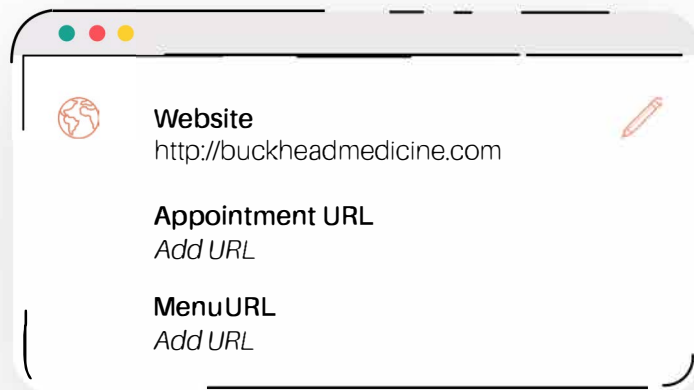 Website
http://buckheadmedicine.com
Appointment URL
Add URL
MenuURL
Add URL